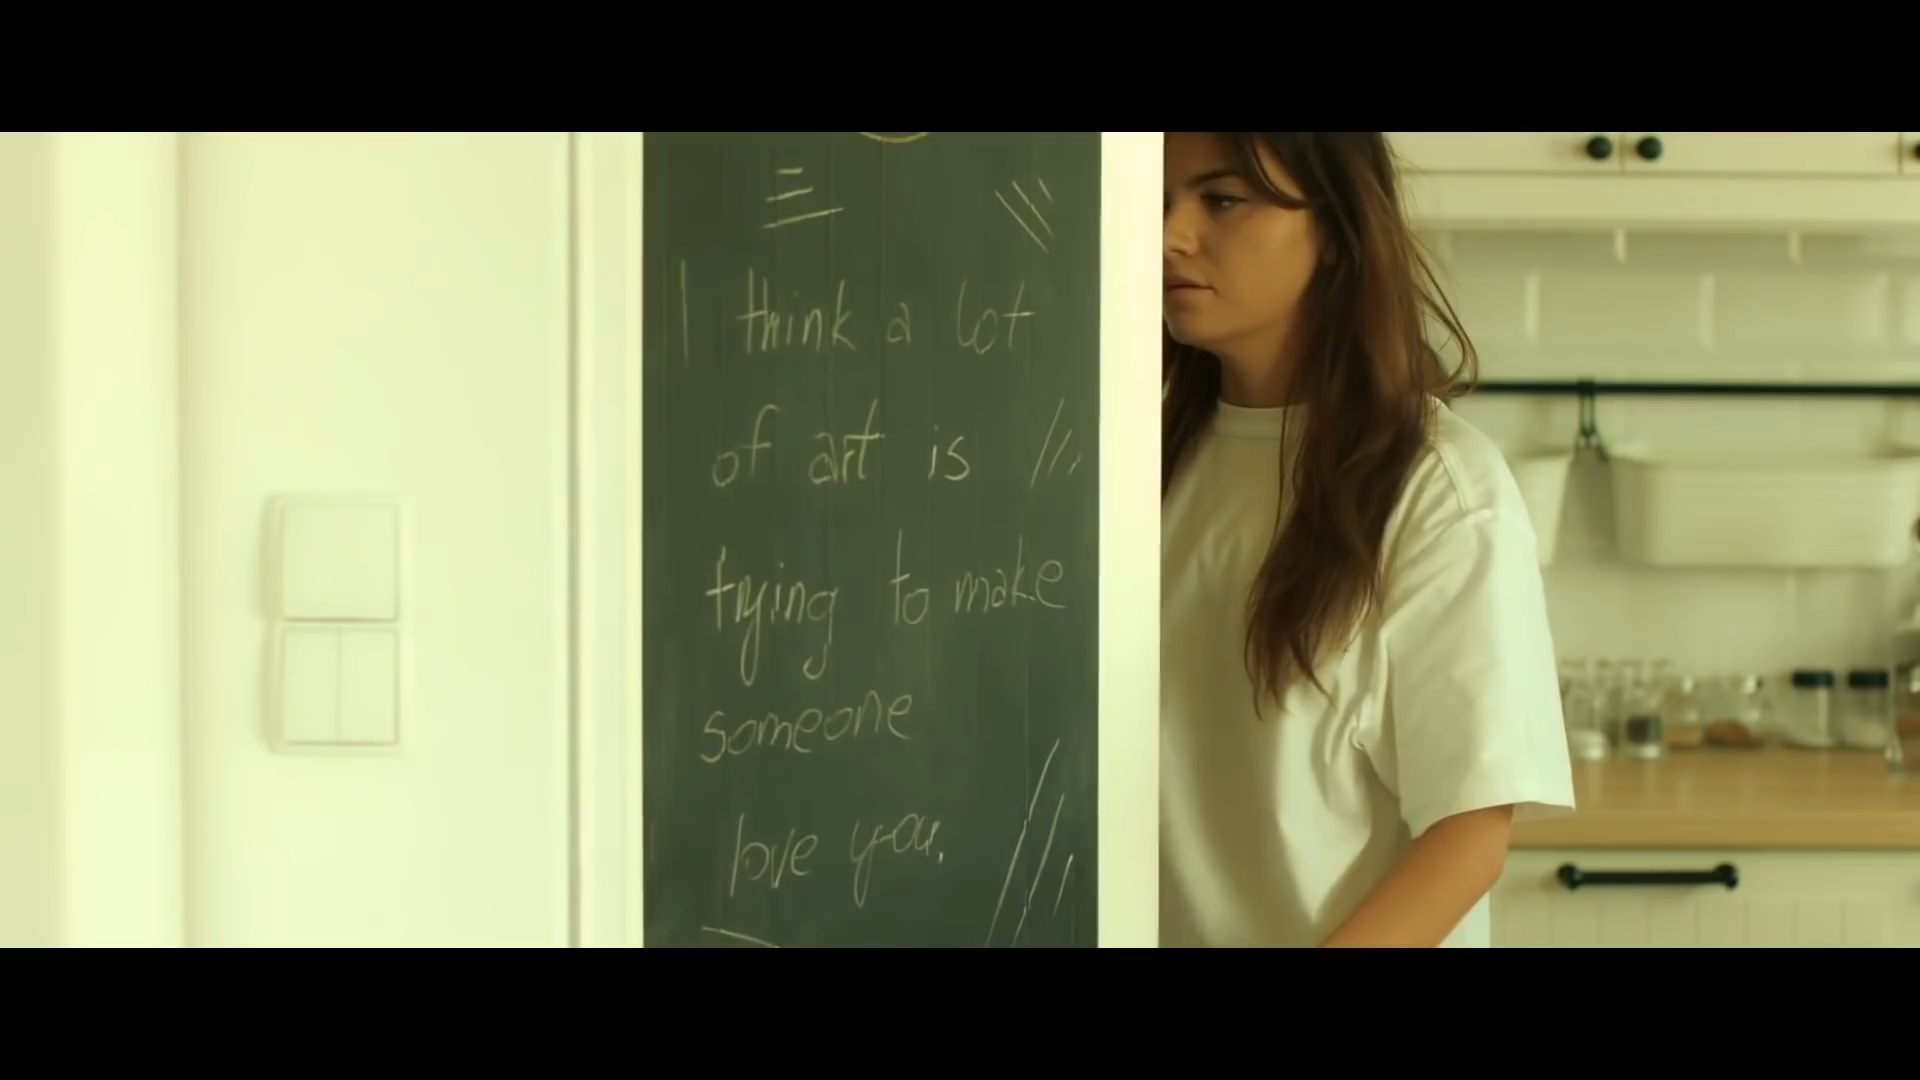 I think a lot
of art is
trying to make
someone
love you.